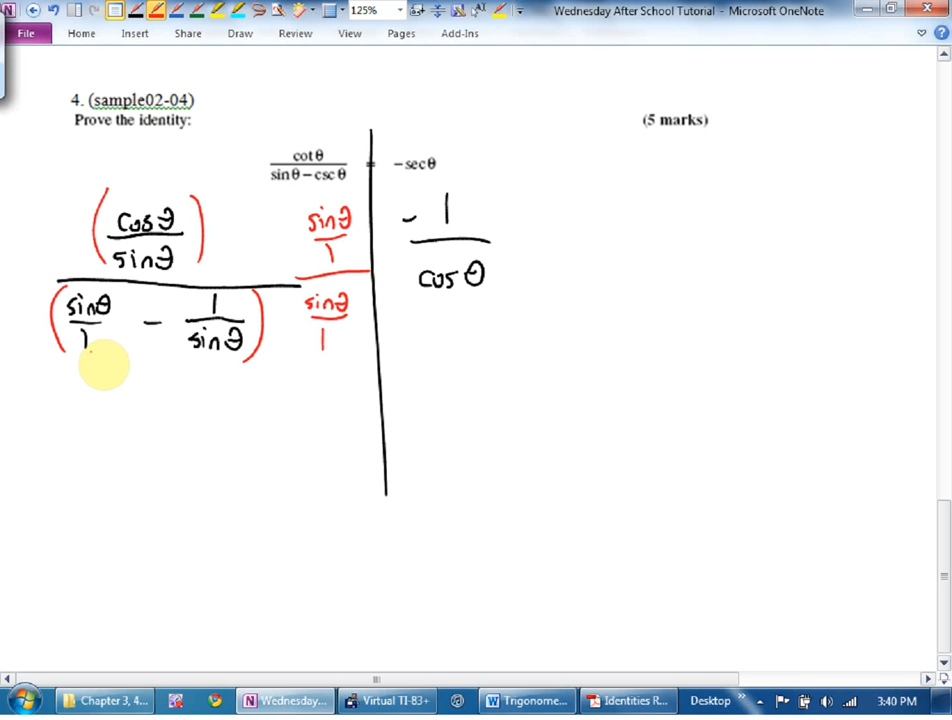 125%
Wednesday After School Tutorial - Microsoft OneNote
File Home Insert Share Draw Review View Pages Add-Ins
4. (sample02-04)
Prove the identity:
(5 marks)
cotθ
sinθ – cscθ
=
–secθ
(cosθ
sinθ)
sinθ
1
- 1
cosθ
(sinθ
1
- 1
sinθ)
sinθ
1
Chapter 3, 4...
Wednesday...
Virtual TI-83+
Trigonome...
Identities R...
Desktop
3:40 PM